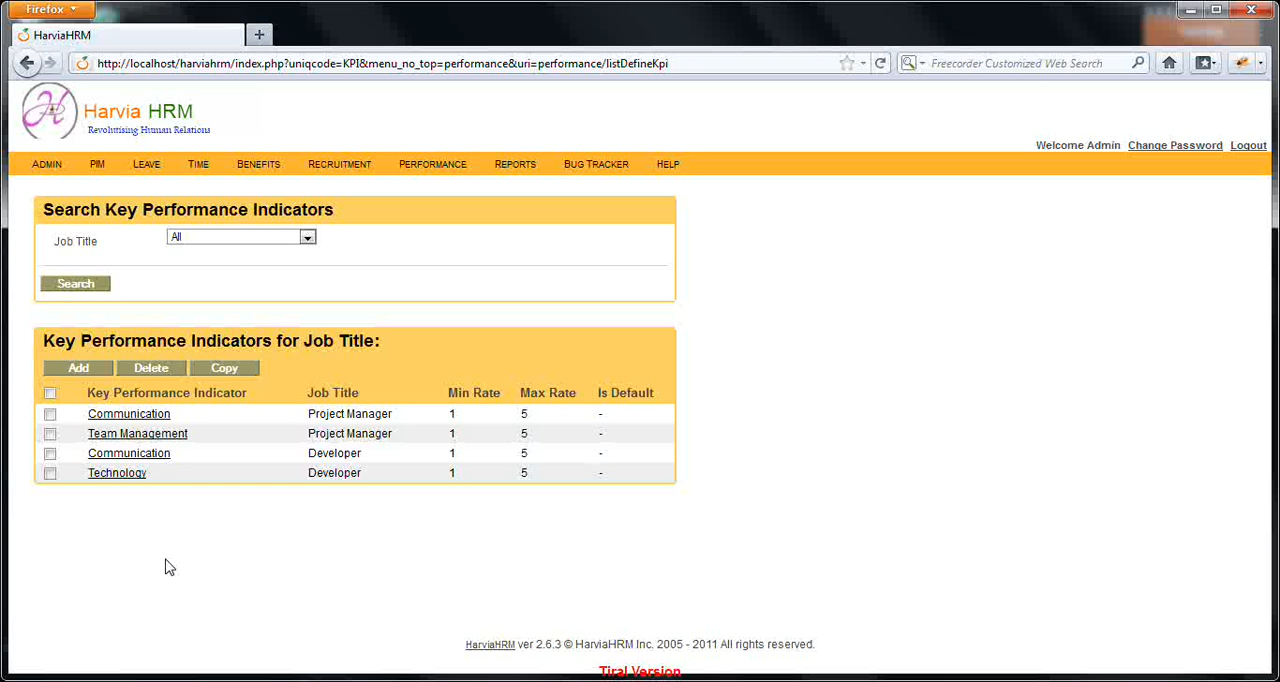 Firefox
HarviaHRM
http://localhost/harviahrm/index.php?uniqcode=KPI&menu_no_top=performance&uri=performance/listDefineKpi
Freecorder Customized Web Search
Harvia HRM
Revolutising Human Relations
Welcome Admin Change Password Logout
ADMIN PIM LEAVE TIME BENEFITS RECRUITMENT PERFORMANCE REPORTS BUG TRACKER HELP
Search Key Performance Indicators
Job Title All
Search
Key Performance Indicators for Job Title:
Add Delete Copy
Key Performance Indicator Job Title Min Rate Max Rate Is Default
Communication Project Manager 1 5 -
Team Management Project Manager 1 5 -
Communication Developer 1 5 -
Technology Developer 1 5 -
HarviaHRM ver 2.6.3 © HarviaHRM Inc. 2005 - 2011 All rights reserved.
Tiral Version